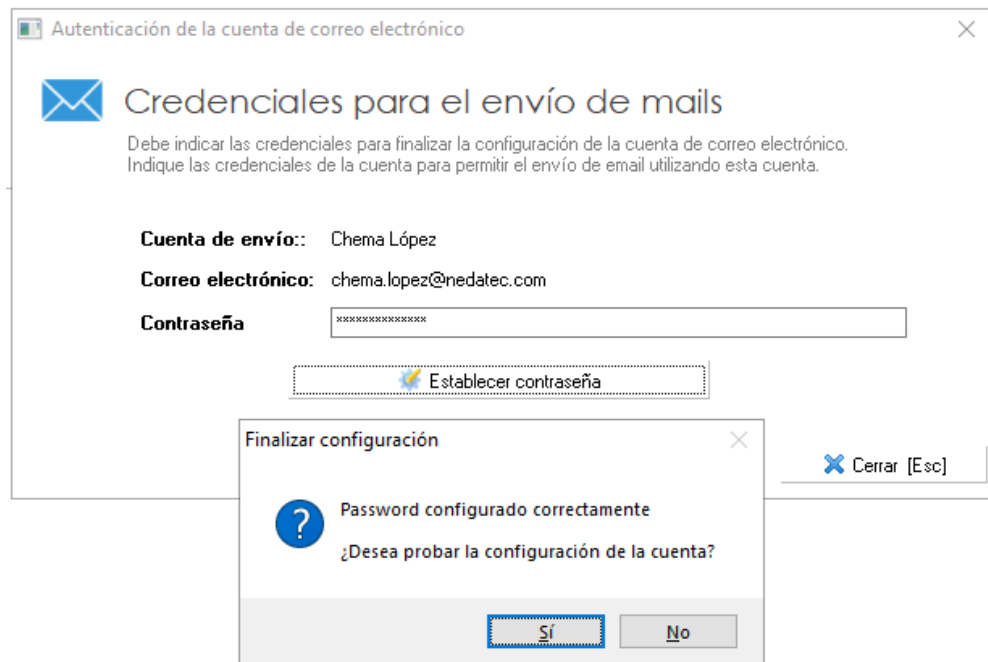 Autenticación de la cuenta de correo electrónico
Credenciales para el envío de mails
Debe indicar las credenciales para finalizar la configuración de la cuenta de correo electrónico.
Indique las credenciales de la cuenta para permitir el envío de email utilizando esta cuenta.
Cuenta de envío:: Chema López
Correo electrónico: chema.lopez@nedatec.com
Contraseña **************
Establecer contraseña
Finalizar configuración
Cerrar [Esc]
Password configurado correctamente
¿Desea probar la configuración de la cuenta?
Sí No